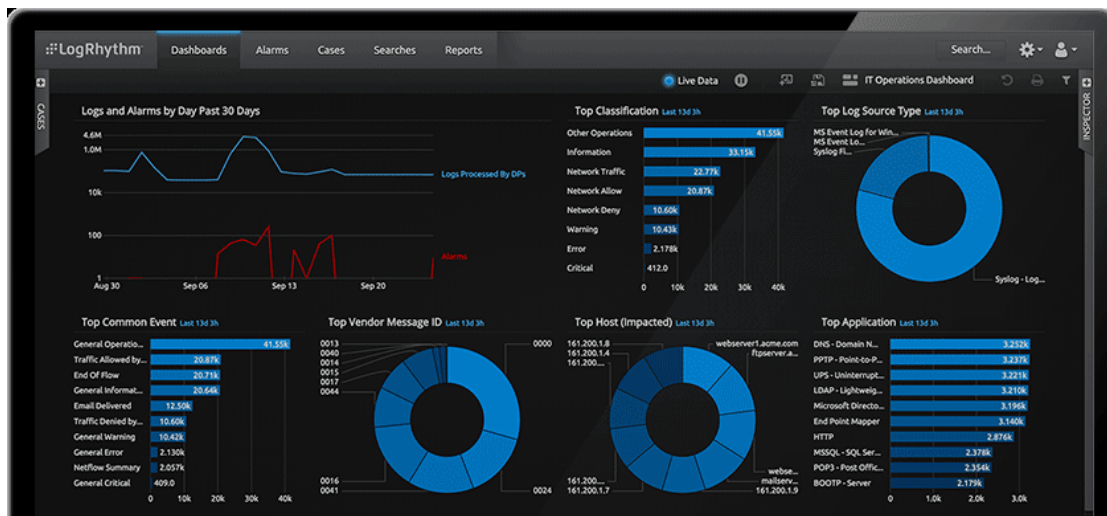 LogRhythm
Dashboards
Alarms
Cases
Searches
Reports
Search...
CASES
Live Data
IT Operations Dashboard
INSPECTOR
Logs and Alarms by Day Past 30 Days
4.6M
1.0M
10k
100
1
Logs Processed By DPs
Alarms
Aug 30 Sep 06 Sep 13 Sep 20
Top Classification Last 13d 3h
Other Operations 41.55k
Information 33.15k
Network Traffic 22.77k
Network Allow 20.87k
Network Deny 10.60k
Warning 10.43k
Error 2.178k
Critical 412.0
0 10k 20k 30k 40k
Top Log Source Type Last 13d 3h
MS Event Log for Win...
MS Event Lo...
Syslog Fi...
Syslog - Log...
Top Common Event Last 13d 3h
General Operatio... 41.55k
Traffic Allowed by... 20.87k
End Of Flow 20.71k
General Informat... 20.64k
Email Delivered 12.50k
Traffic Denied by... 10.60k
General Warning 10.42k
General Error 2.130k
Netflow Summary 2.057k
General Critical 409.0
0 10k 20k 30k 40k
Top Vendor Message ID Last 13d 3h
0013
0040
0014
0015
0017
0044
0000
0016
0041
0024
Top Host (Impacted) Last 13d 3h
161.200.1.8
161.200.1.4
161.200....
webserver1.acme.com
ftpserver.a...
161.200....
161.200.1.7
webse...
mailserv...
161.200.1.9
Top Application Last 13d 3h
DNS - Domain N... 3.252k
PPTP - Point-to-P... 3.237k
UPS - Uninterrupt... 3.221k
LDAP - Lightweig... 3.210k
Microsoft Directo... 3.196k
End Point Mapper 3.140k
HTTP 2.876k
MSSQL - SQL Ser... 2.378k
POP3 - Post Offic... 2.354k
BOOTP - Server 2.179k
0 1.0k 2.0k 3.0k